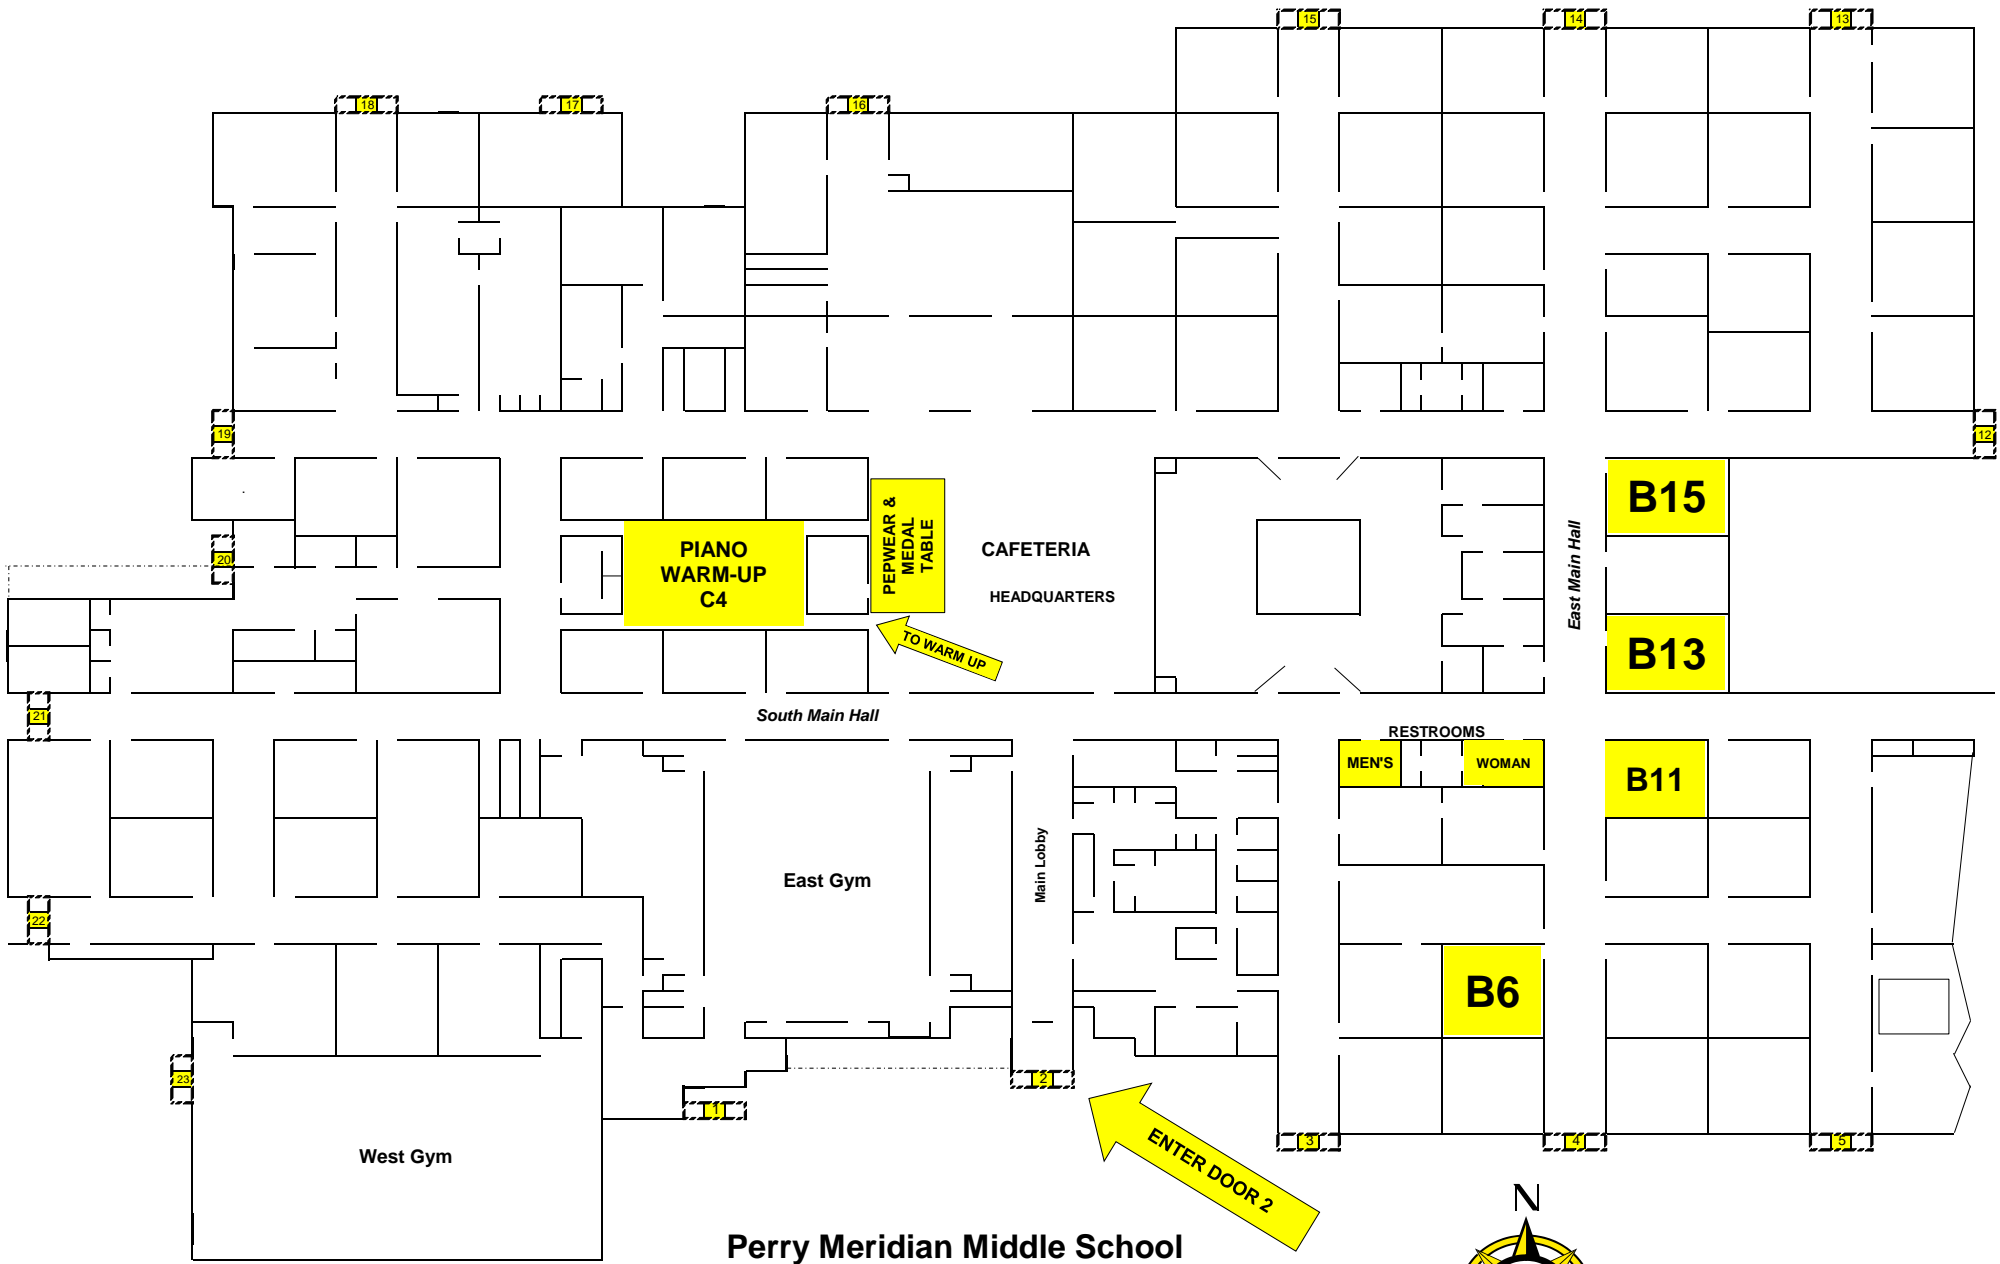 15
14
13
18
17
16
19
12
B15
PIANO
WARM-UP
C4
PEPWEAR &
MEDAL
TABLE
CAFETERIA
HEADQUARTERS
East Main Hall
20
B13
TO WARM UP
21
South Main Hall
RESTROOMS
MEN'S
WOMAN
B11
Main Lobby
East Gym
22
B6
23
2
1
ENTER DOOR 2
3
4
5
West Gym
N
Perry Meridian Middle School